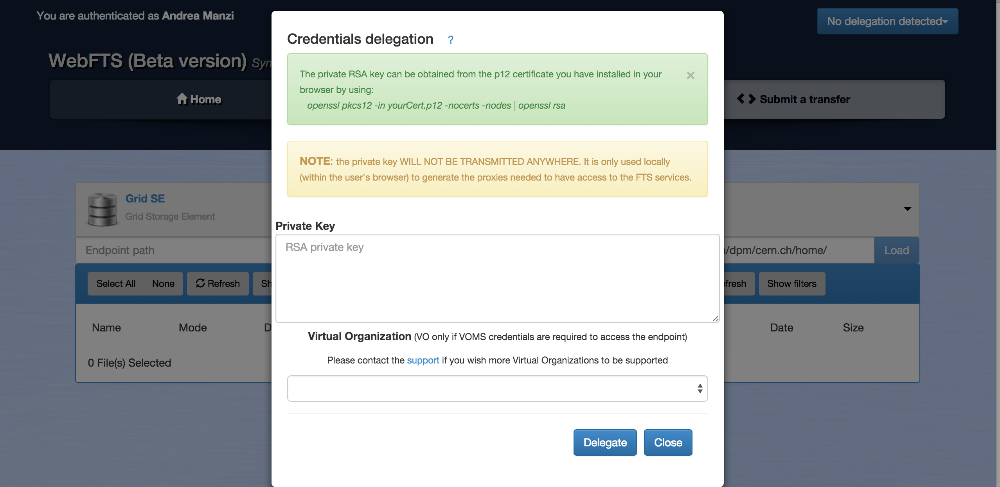 You are authenticated as Andrea Manzi
No delegation detected
WebFTS (Beta version)
Home
Submit a transfer
Credentials delegation ?
The private RSA key can be obtained from the p12 certificate you have installed in your
browser by using:
openssl pkcs12 -in yourCert.p12 -nocerts -nodes | openssl rsa
×
NOTE: the private key WILL NOT BE TRANSMITTED ANYWHERE. It is only used locally
(within the user's browser) to generate the proxies needed to have access to the FTS services.
Grid SE
Grid Storage Element
Private Key
RSA private key
Endpoint path
/dpm/cern.ch/home/
Load
Select All None Refresh
Show filters
Name Mode
Date Size
0 File(s) Selected
Virtual Organization (VO only if VOMS credentials are required to access the endpoint)
Please contact the support if you wish more Virtual Organizations to be supported
Delegate Close